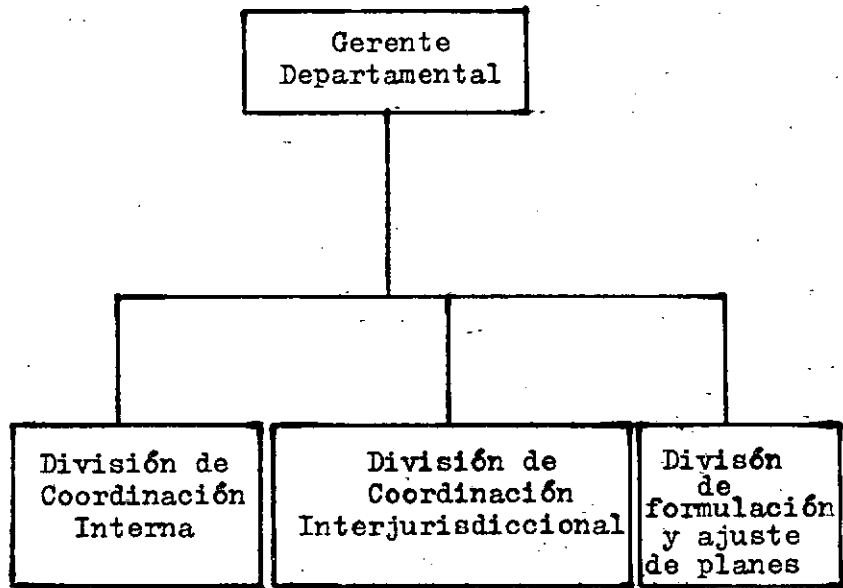 Gerente
Departamental
División de
Coordinación
Interna
División de
Coordinación
Interjurisdiccional
Divisón
de
formulación
y ajuste
de planes